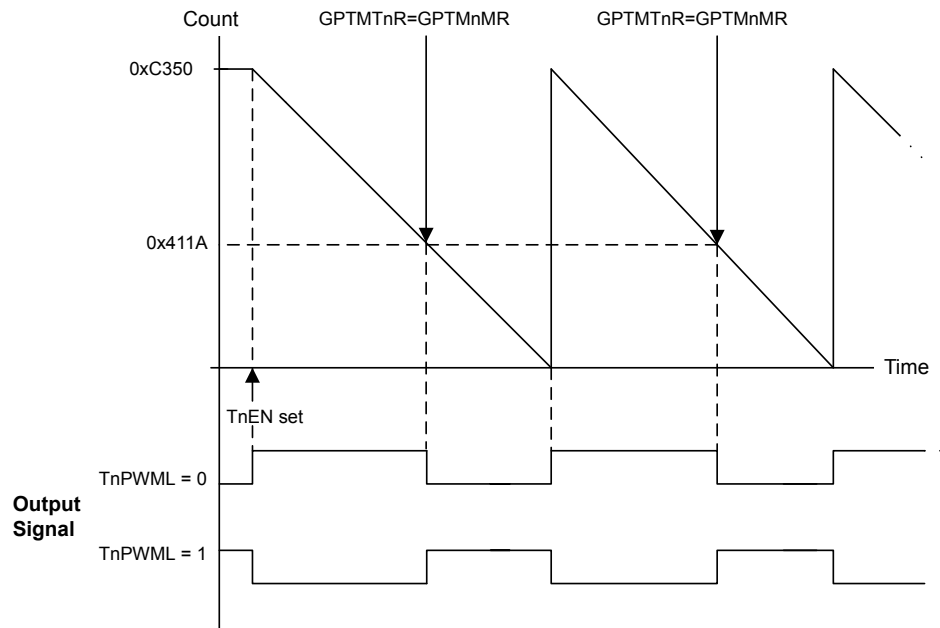 Count
GPTMTnR=GPTMnMR
GPTMTnR=GPTMnMR
0xC350
0x411A
Time
TnEN set
TnPWML = 0
Output
Signal
TnPWML = 1